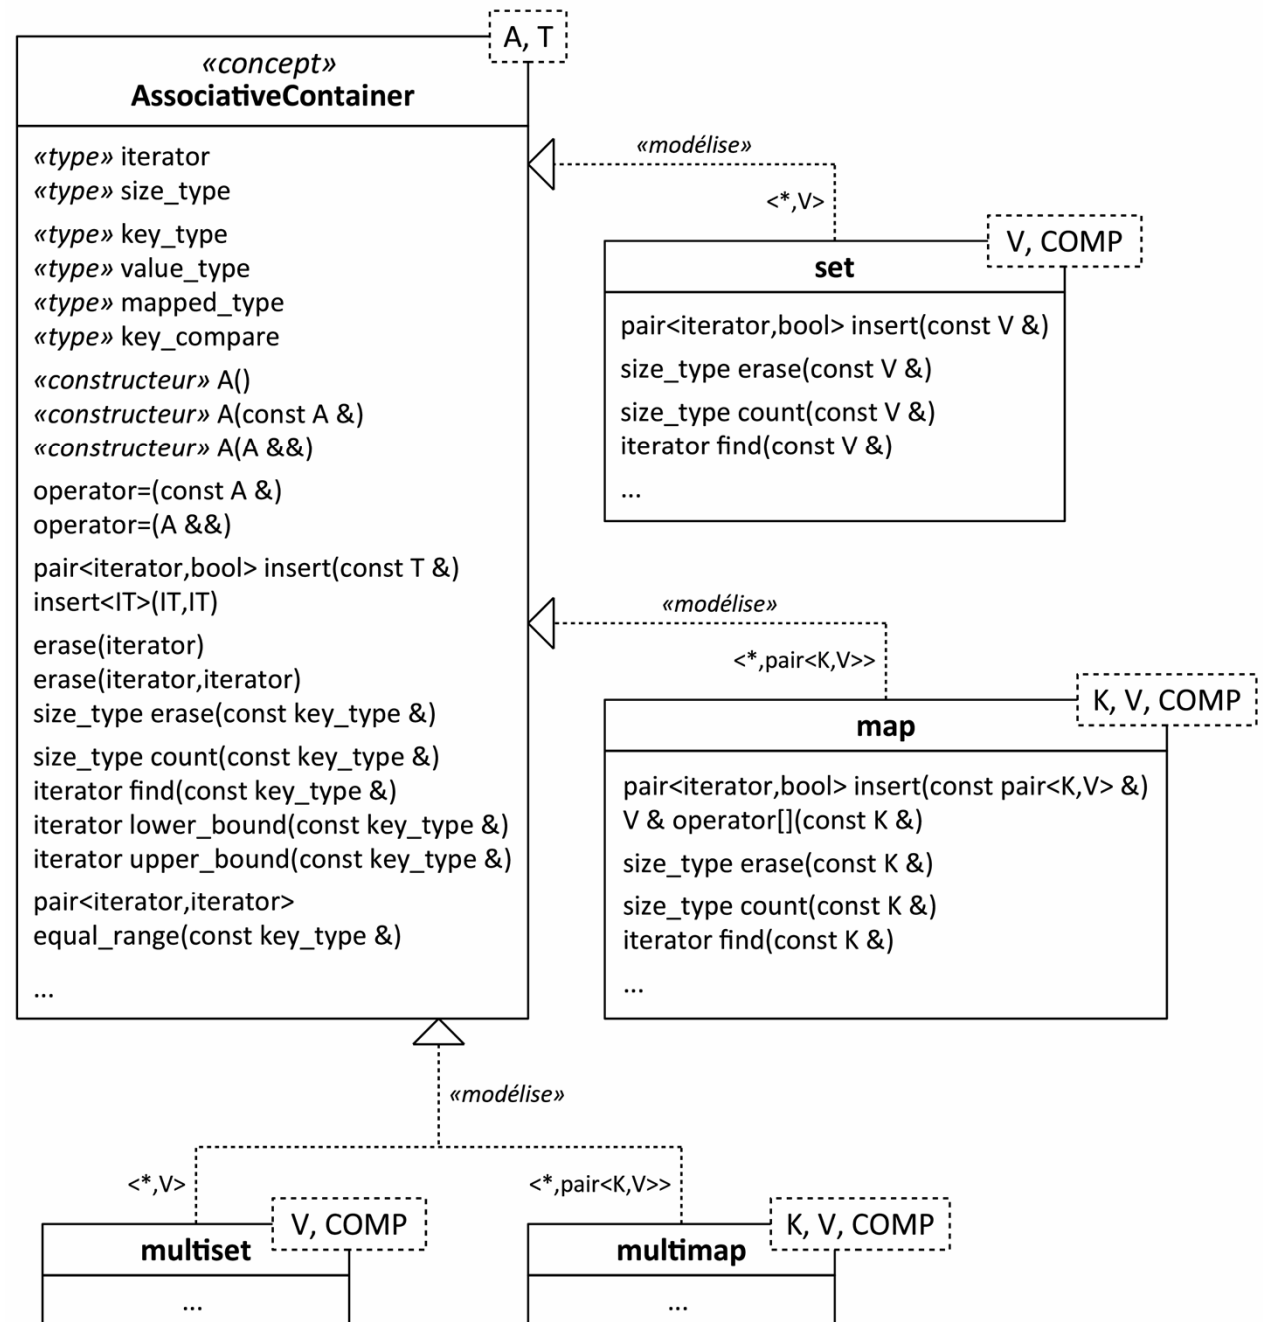 A, T
«concept»
AssociativeContainer
«type» iterator
«type» size_type
«type» key_type
«type» value_type
«type» mapped_type
«type» key_compare
«constructeur» A()
«constructeur» A(const A &)
«constructeur» A(A &&)
operator=(const A &)
operator=(A &&)
pair<iterator,bool> insert(const T &)
insert<IT>(IT,IT)
erase(iterator)
erase(iterator,iterator)
size_type erase(const key_type &)
size_type count(const key_type &)
iterator find(const key_type &)
iterator lower_bound(const key_type &)
iterator upper_bound(const key_type &)
pair<iterator,iterator>
equal_range(const key_type &)
...
«modélise»
<*,V>
V, COMP
set
pair<iterator,bool> insert(const V &)
size_type erase(const V &)
size_type count(const V &)
iterator find(const V &)
...
«modélise»
<*,pair<K,V>>
K, V, COMP
map
pair<iterator,bool> insert(const pair<K,V> &)
V & operator[](const K &)
size_type erase(const K &)
size_type count(const K &)
iterator find(const K &)
...
«modélise»
<*,V>
V, COMP
multiset
...
<*,pair<K,V>>
K, V, COMP
multimap
...